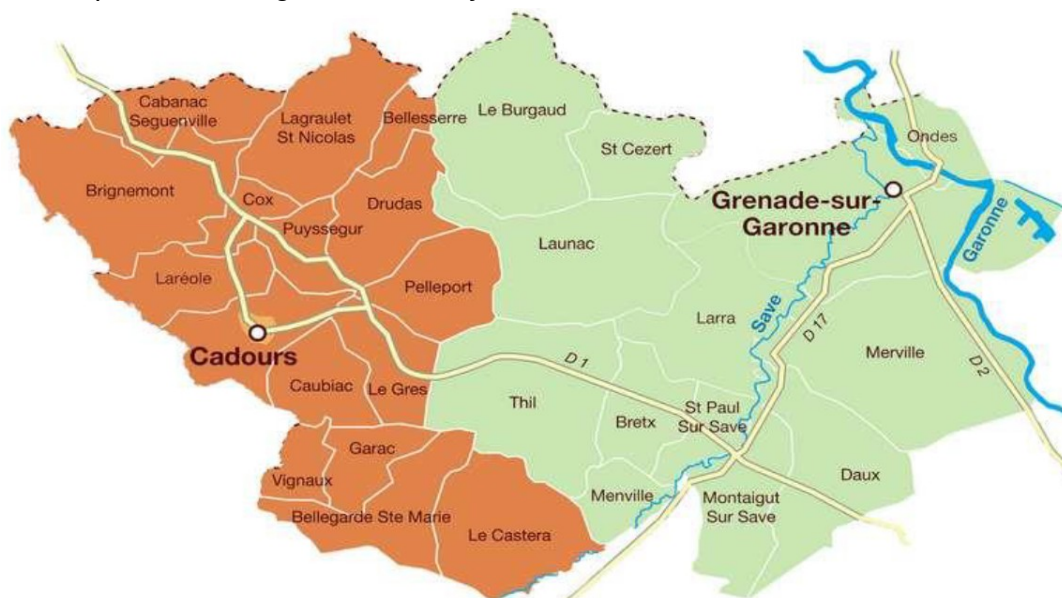 Cabanac
Seguenville
Lagraulet
St Nicolas
Bellesserre
Le Burgaud
St Cezert
Ondes
Brignemont
Cox
Drudas
Puyssegur
Grenade-sur-
Garonne
Garonne
Launac
Laréole
Pelleport
Save
Larra
D 17
Merville
D 2
Cadours
D 1
Caubiac
Le Gres
Thil
Bretx
St Paul
Sur Save
Garac
Vignaux
Menville
Daux
Montaigut
Sur Save
Bellegarde Ste Marie
Le Castera